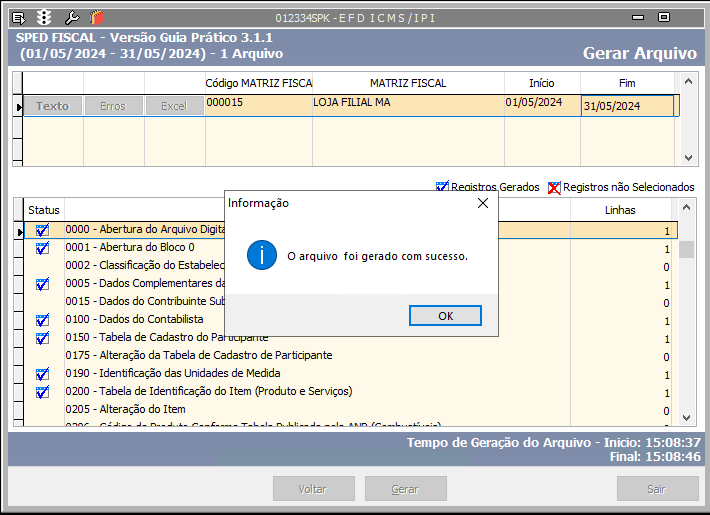 012334SPK - E F D I C M S / I P I
SPED FISCAL - Versão Guia Prático 3.1.1
(01/05/2024 - 31/05/2024) - 1 Arquivo
Gerar Arquivo
Código MATRIZ FISCA MATRIZ FISCAL Início Fim
Texto Erros Excel 000015 LOJA FILIAL MA 01/05/2024 31/05/2024
Registros Gerados Registros não Selecionados
Status Linhas
0000 - Abertura do Arquivo Digita 1
0001 - Abertura do Bloco 0 1
0002 - Classificação do Estabelec 0
0005 - Dados Complementares da 1
0015 - Dados do Contribuinte Sub 0
0100 - Dados do Contabilista 1
0150 - Tabela de Cadastro do Participante 1
0175 - Alteração da Tabela de Cadastro de Participante 0
0190 - Identificação das Unidades de Medida 1
0200 - Tabela de Identificação do Item (Produto e Serviços) 1
0205 - Alteração do Item 0
0206 - Código de Produto Conforme Tabela Publicada pela ANP (Combustíveis)
Informação
O arquivo foi gerado com sucesso.
OK
Tempo de Geração do Arquivo - Inicio: 15:08:37
Final: 15:08:46
Voltar Gerar Sair